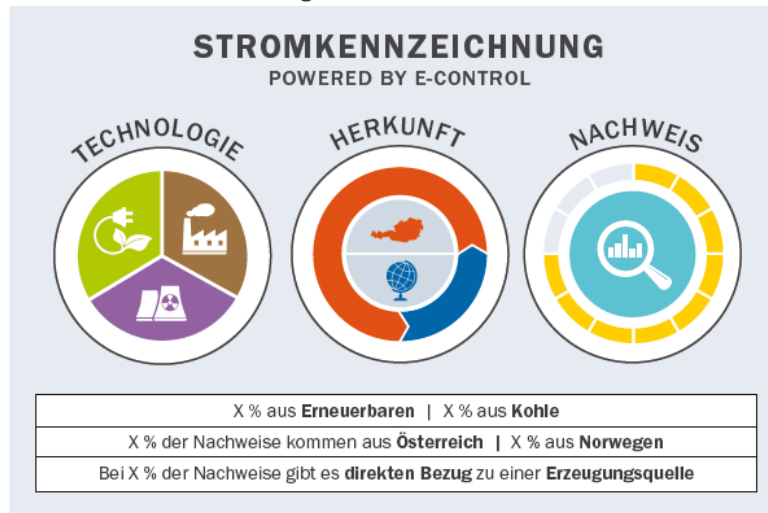 STROMKENNZEICHNUNG
POWERED BY E-CONTROL
TECHNOLOGIE HERKUNFT NACHWEIS
X % aus Erneuerbaren | X % aus Kohle
X % der Nachweise kommen aus Österreich | X % aus Norwegen
Bei X % der Nachweise gibt es direkten Bezug zu einer Erzeugungsquelle